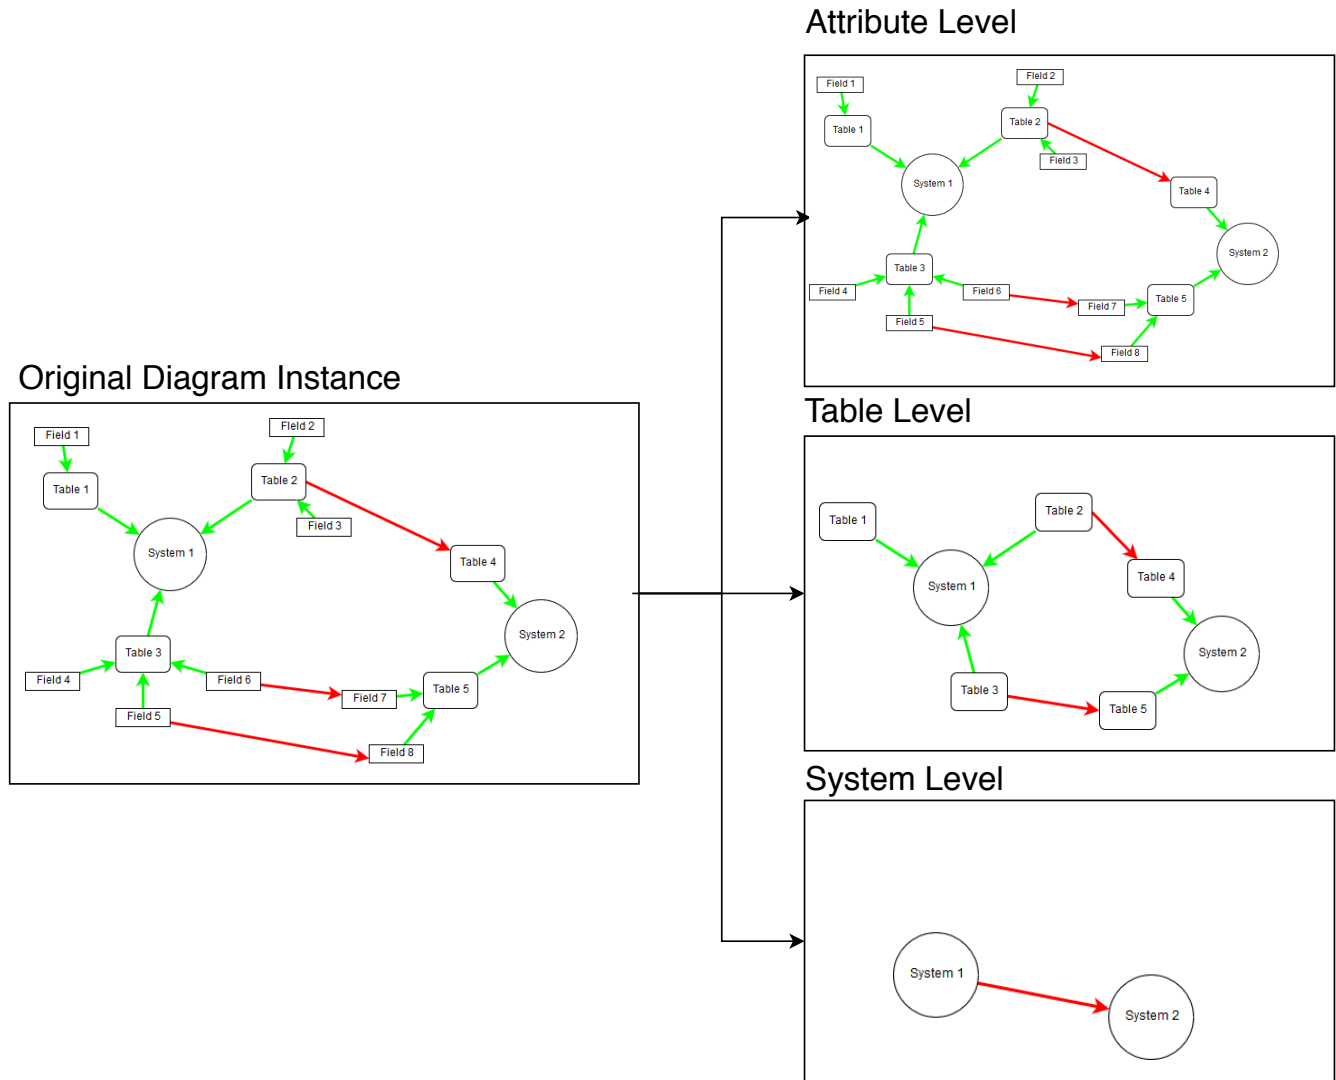 Original Diagram Instance
Field 1
Field 2
Table 1
Table 2
Field 3
System 1
Table 4
System 2
Table 3
Field 4
Field 6
Table 5
Field 7
Field 5
Field 8
Attribute Level
Field 1
Field 2
Table 1
Table 2
Field 3
System 1
Table 4
System 2
Table 3
Field 4
Field 6
Table 5
Field 7
Field 5
Field 8
Table Level
Table 1
Table 2
System 1
Table 4
System 2
Table 3
Table 5
System Level
System 1
System 2